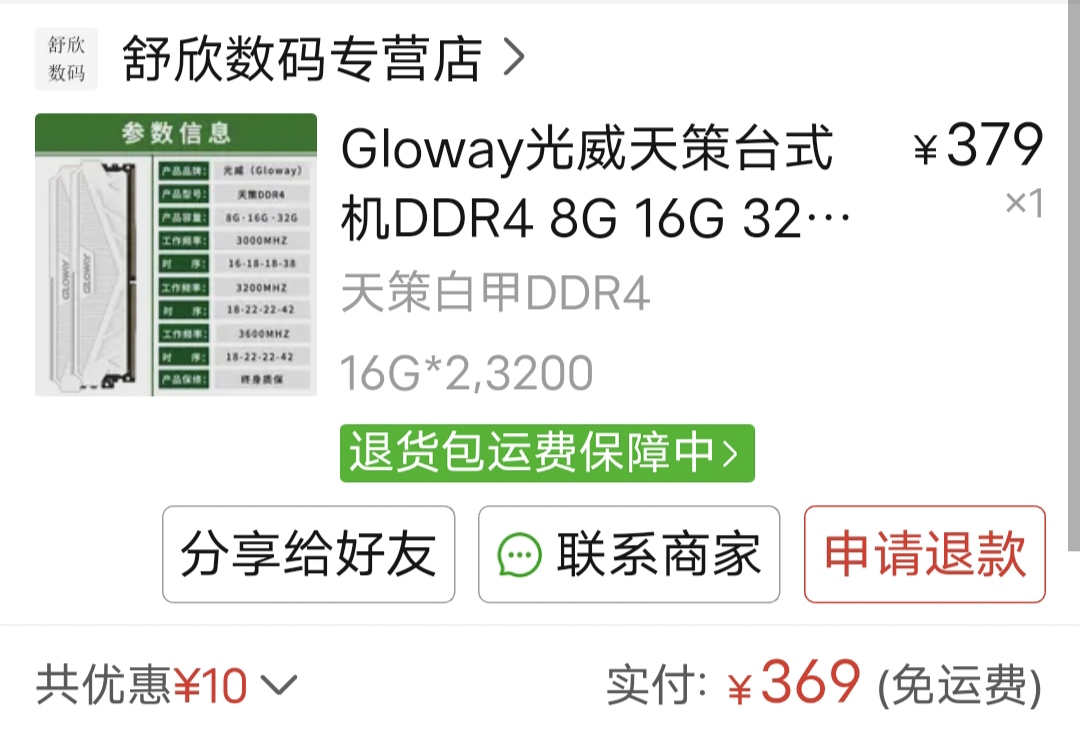 舒欣
数码
舒欣数码专营店
参数信息
产品品牌: 光威（Gloway）
产品型号: 天策DDR4
产品容量: 8G·16G·32G
工作频率: 3000MHZ
时 序: 16-18-18-38
工作频率: 3200MHZ
时 序: 18-22-22-42
工作频率: 3600MHZ
时 序: 18-22-22-42
产品保修: 终身质保
GLOWAY
GLOWAY
Gloway光威天策台式 ¥379
机DDR4 8G 16G 32… ×1
天策白甲DDR4
16G*2,3200
退货包运费保障中
分享给好友 联系商家 申请退款
共优惠¥10 实付: ¥369 (免运费)